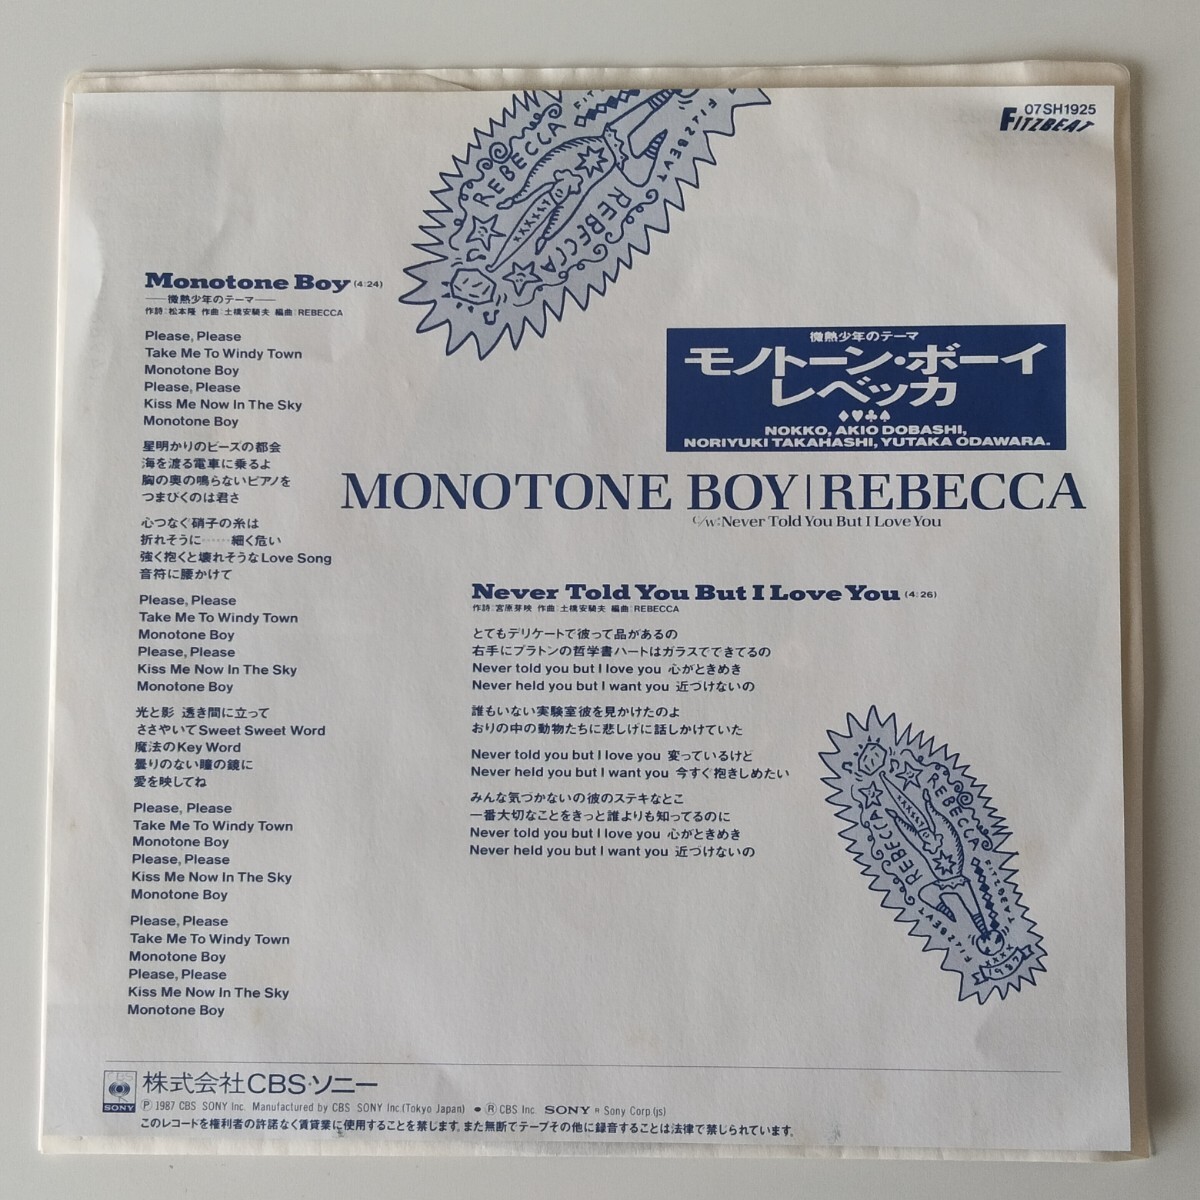 07SH1925
FITZBEAT
REBECCA
REBECCA
FITZBEAT
Monotone Boy (4:24)
──微熱少年のテーマ──
作詩:松本隆 作曲:土橋安騎夫 編曲:REBECCA
Please, Please
Take Me To Windy Town
Monotone Boy
Please, Please
Kiss Me Now In The Sky
Monotone Boy
星明かりのビーズの都会
海を渡る電車に乗るよ
胸の奥の鳴らないピアノを
つまびくのは君さ
心つなぐ硝子の糸は
折れそうに……細く危い
強く抱くと壊れそうなLove Song
音符に腰かけて
Please, Please
Take Me To Windy Town
Monotone Boy
Please, Please
Kiss Me Now In The Sky
Monotone Boy
光と影 透き間に立って
ささやいてSweet Sweet Word
魔法のKey Word
曇りのない瞳の鏡に
愛を映してね
Please, Please
Take Me To Windy Town
Monotone Boy
Please, Please
Kiss Me Now In The Sky
Monotone Boy
Please, Please
Take Me To Windy Town
Monotone Boy
Please, Please
Kiss Me Now In The Sky
Monotone Boy
微熱少年のテーマ
モノトーン・ボーイ
レベッカ
♦♥♣♠
NOKKO, AKIO DOBASHI,
NORIYUKI TAKAHASHI, YUTAKA ODAWARA.
MONOTONE BOY|REBECCA
c/w:Never Told You But I Love You
Never Told You But I Love You (4:26)
作詩:宮原芽映 作曲:土橋安騎夫 編曲:REBECCA
とてもデリケートで彼って品があるの
右手にプラトンの哲学書ハートはガラスでできてるの
Never told you but I love you 心がときめき
Never held you but I want you 近づけないの
誰もいない実験室彼を見かけたのよ
おりの中の動物たちに悲しげに話しかけていた
Never told you but I love you 変っているけど
Never held you but I want you 今すぐ抱きしめたい
みんな気づかないの彼のステキなとこ
一番大切なことをきっと誰よりも知ってるのに
Never told you but I love you 心がときめき
Never held you but I want you 近づけないの
REBECCA
REBECCA
FITZBEAT
FITZBEAT
CBS
SONY
株式会社CBS・ソニー
Ⓟ 1987 CBS SONY Inc. Manufactured by CBS SONY Inc.(Tokyo Japan) ● Ⓡ CBS Inc. SONY ® Sony Corp.(js)
このレコードを権利者の許諾なく賃貸業に使用することを禁じます。また無断でテープその他に録音することは法律で禁じられています。